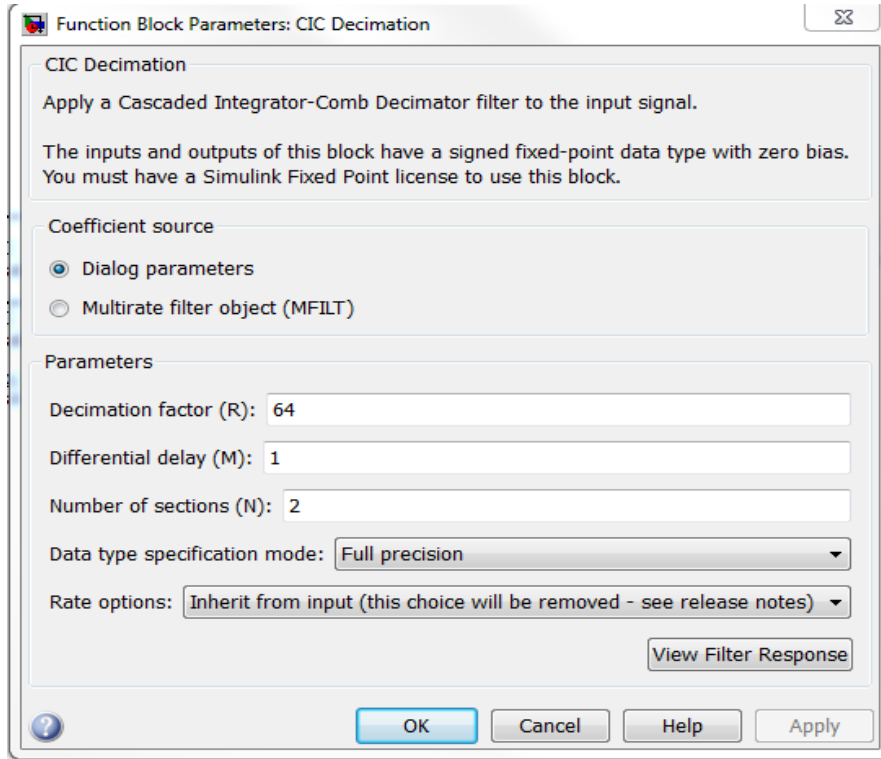 Function Block Parameters: CIC Decimation
CIC Decimation
Apply a Cascaded Integrator-Comb Decimator filter to the input signal.
The inputs and outputs of this block have a signed fixed-point data type with zero bias.
You must have a Simulink Fixed Point license to use this block.
Coefficient source
Dialog parameters
Multirate filter object (MFILT)
Parameters
Decimation factor (R): 64
Differential delay (M): 1
Number of sections (N): 2
Data type specification mode: Full precision
Rate options: Inherit from input (this choice will be removed - see release notes)
View Filter Response
? OK Cancel Help Apply